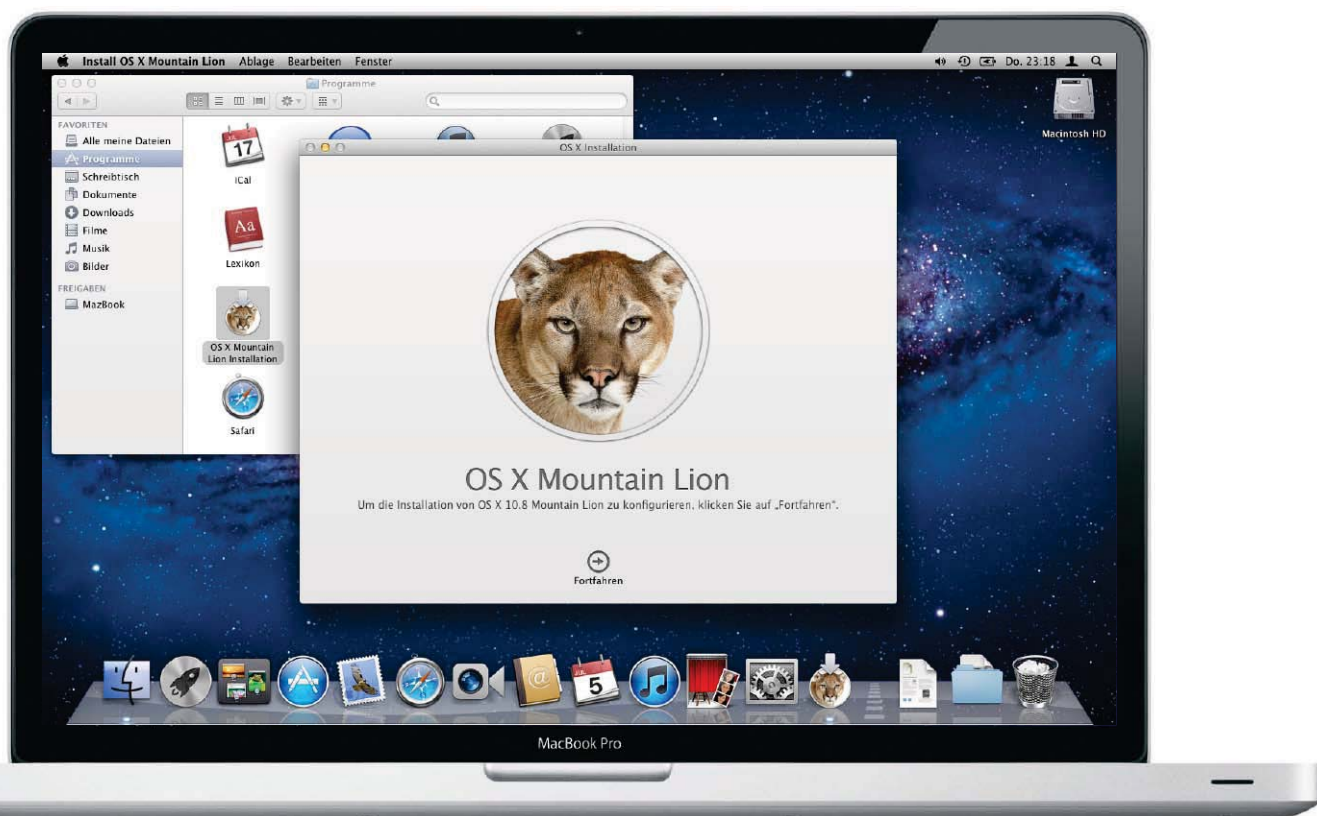 Install OS X Mountain Lion Ablage Bearbeiten Fenster
Do. 23:18
Programme
FAVORITEN
Alle meine Dateien
Programme
Schreibtisch
Dokumente
Downloads
Filme
Musik
Bilder
FREIGABEN
MazBook
JUL
17
iCal
Aa
Lexikon
OS X Mountain
Lion Installation
Safari
Macintosh HD
OS X Installation
OS X Mountain Lion
Um die Installation von OS X 10.8 Mountain Lion zu konfigurieren, klicken Sie auf „Fortfahren“.
Fortfahren
@
JUL
5
MacBook Pro